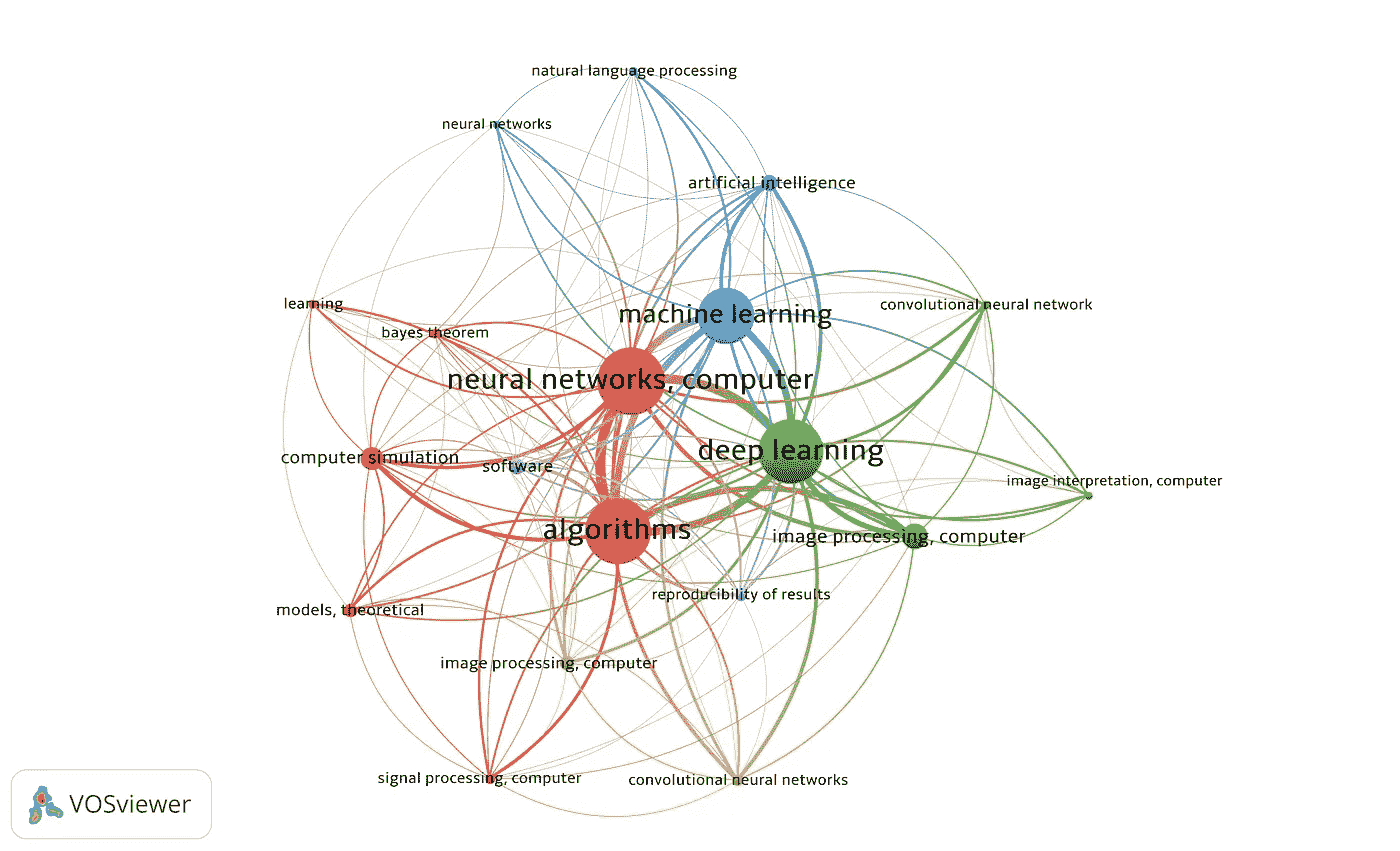 natural language processing
neural networks
artificial intelligence
learning
convolutional neural network
machine learning
bayes theorem
neural networks, computer
deep learning
computer simulation
software
image interpretation, computer
algorithms
image processing, computer
reproducibility of results
models, theoretical
image processing, computer
signal processing, computer
convolutional neural networks
VOSviewer